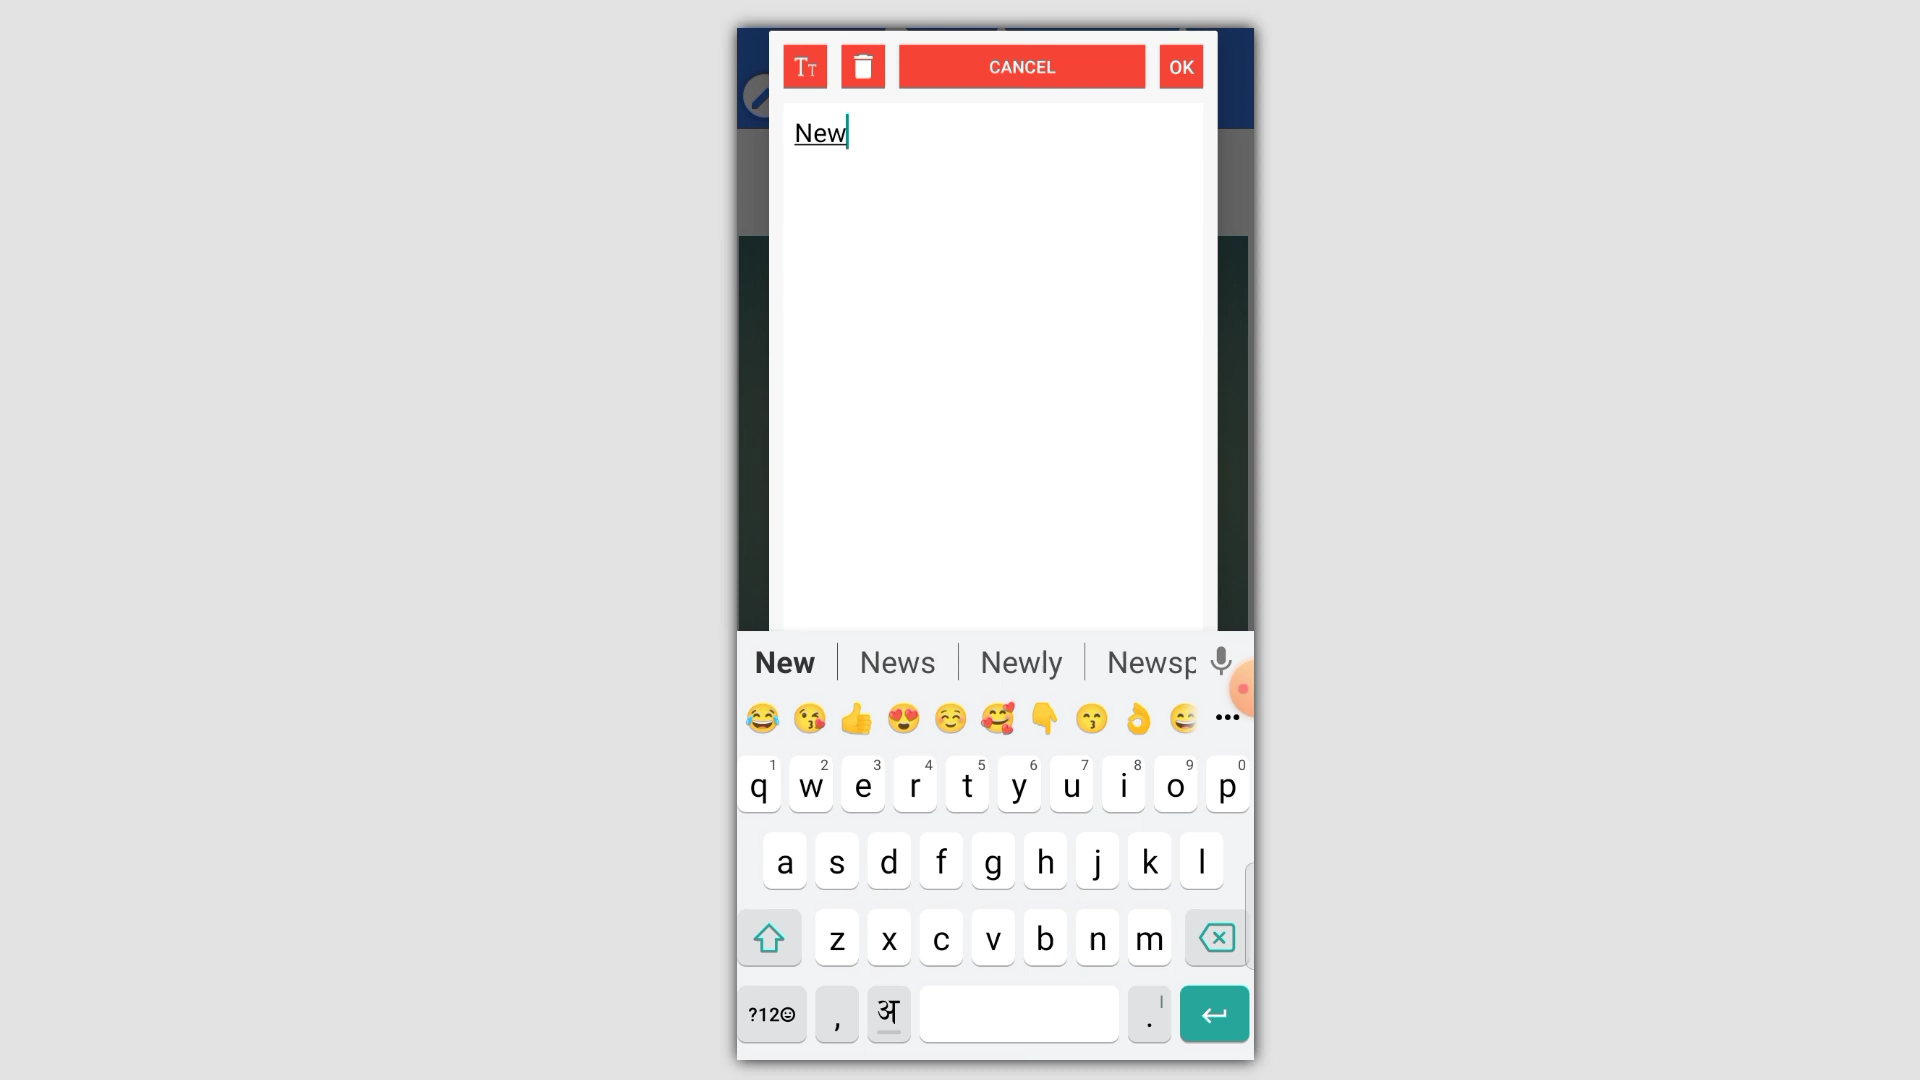 Tт CANCEL OK
New
New News Newly Newsp
1 2 3 4 5 6 7 8 9 0
q w e r t y u i o p
a s d f g h j k l
z x c v b n m
?12☺ , अ . |